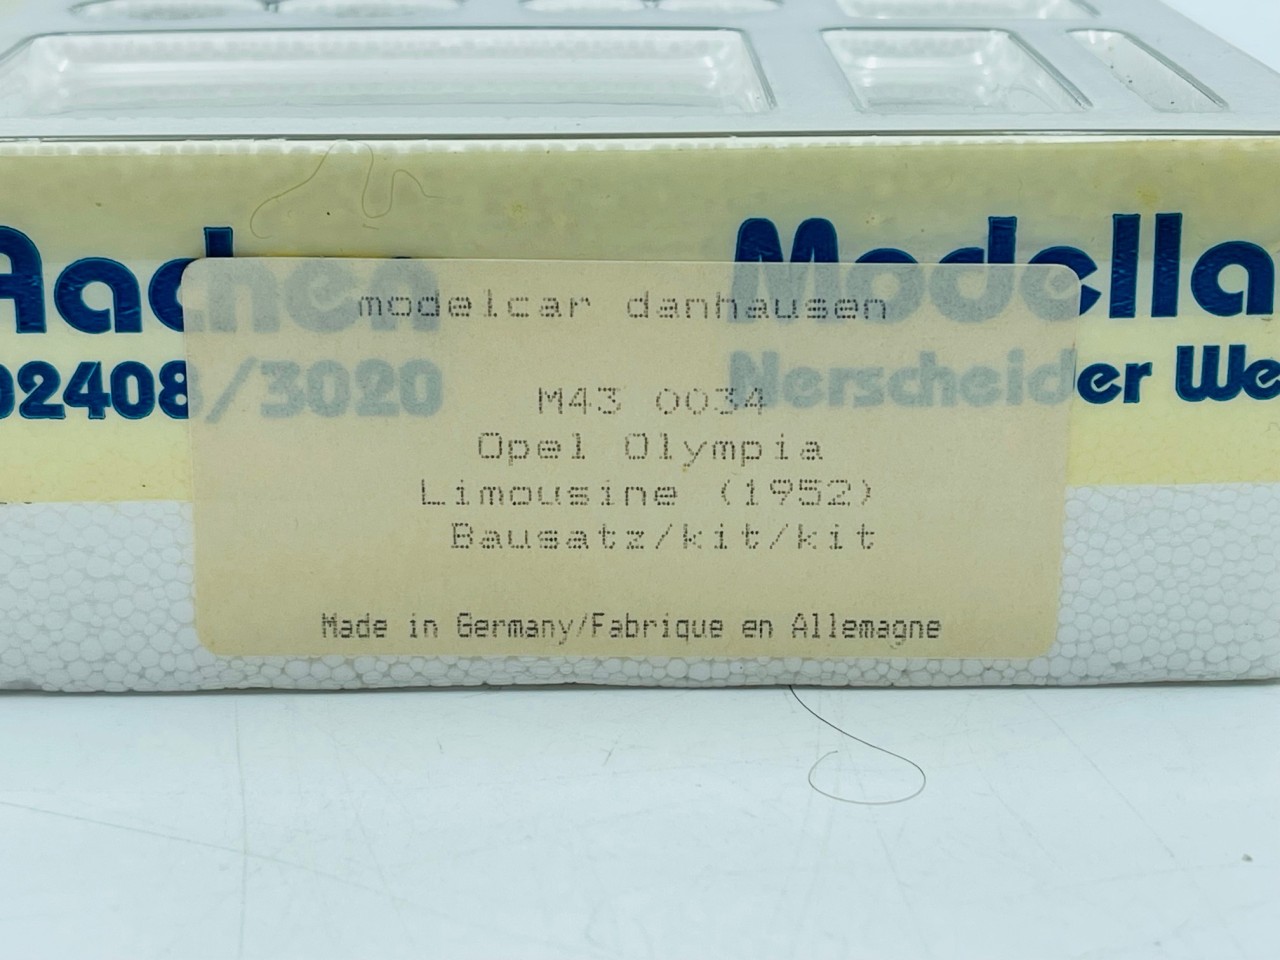 Aachen
02408/3020
Modella
Nerscheider We
modelcar danhausen
M43 0034
Opel Olympia
Limousine (1952)
Bausatz/kit/kit
Made in Germany/Fabrique en Allemagne